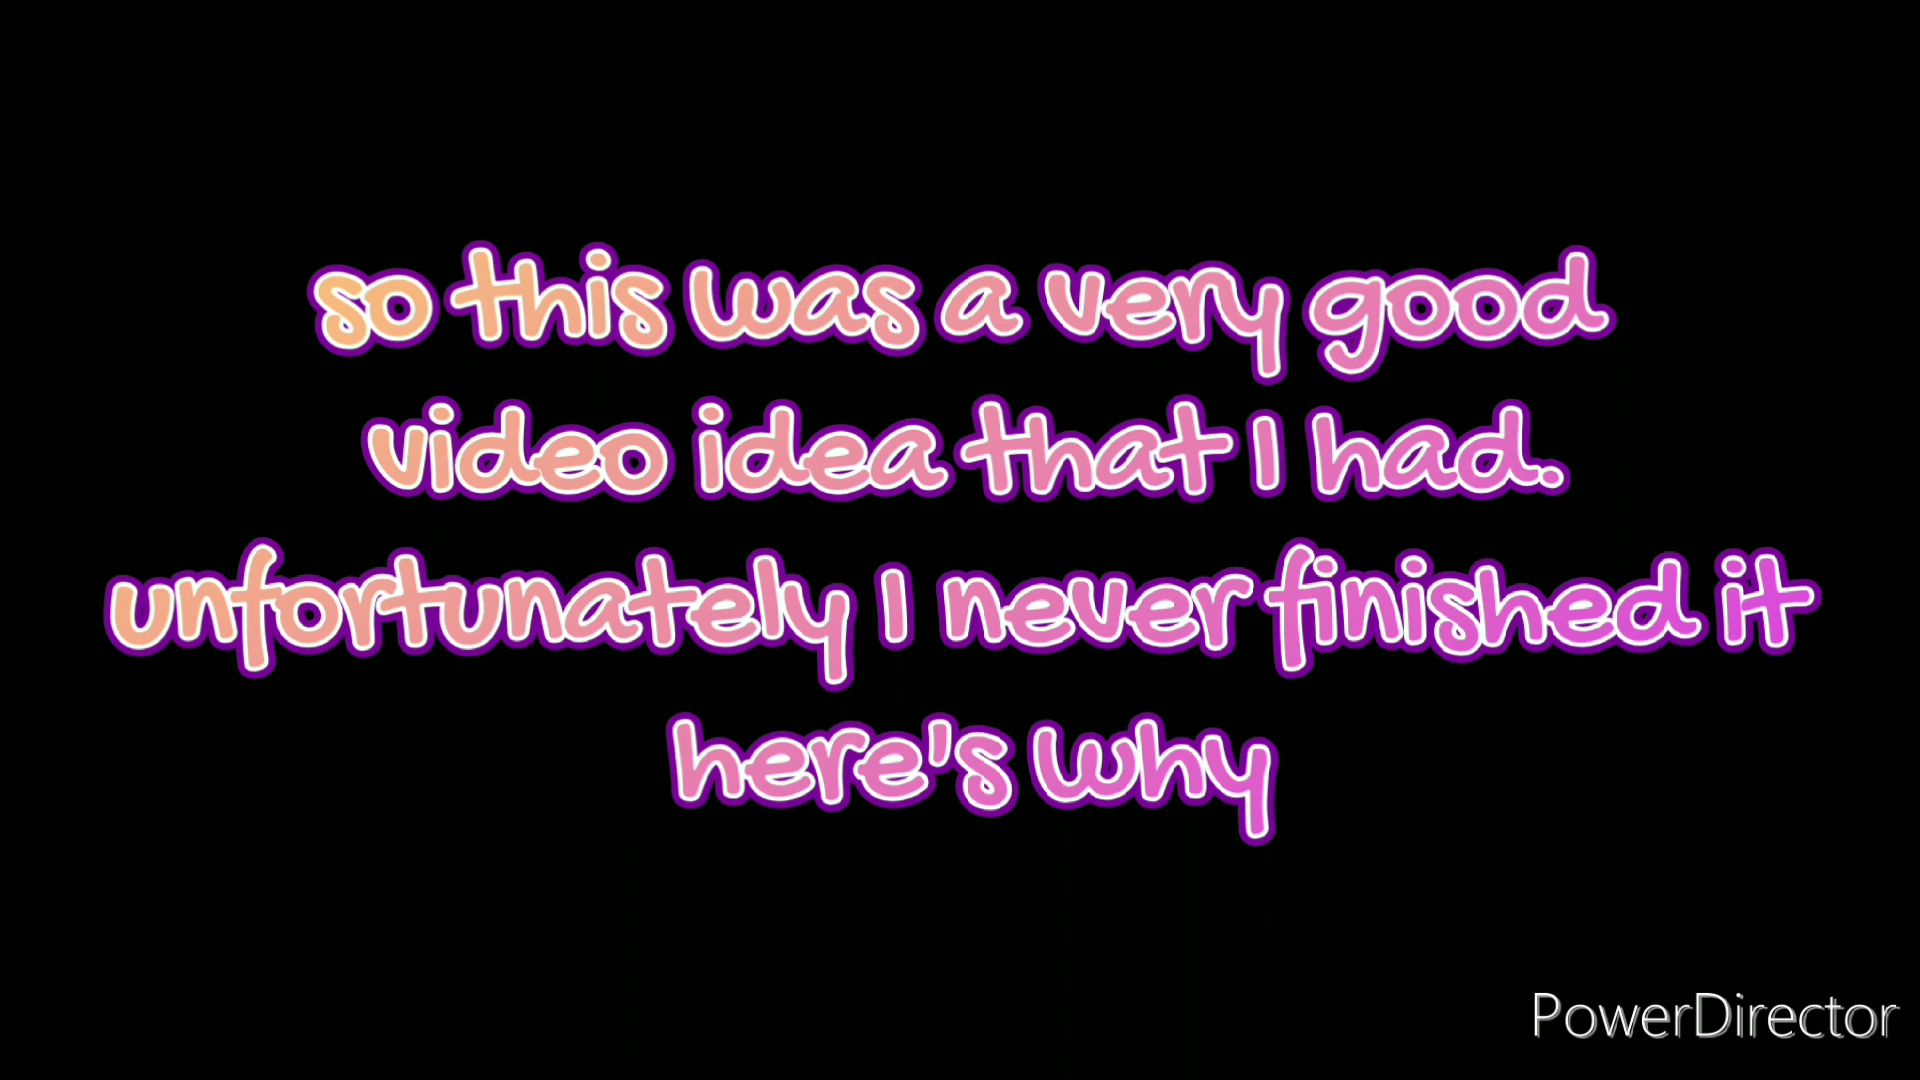 so this was a very good
video idea that I had.
unfortunately I never finished it
here's why
PowerDirector